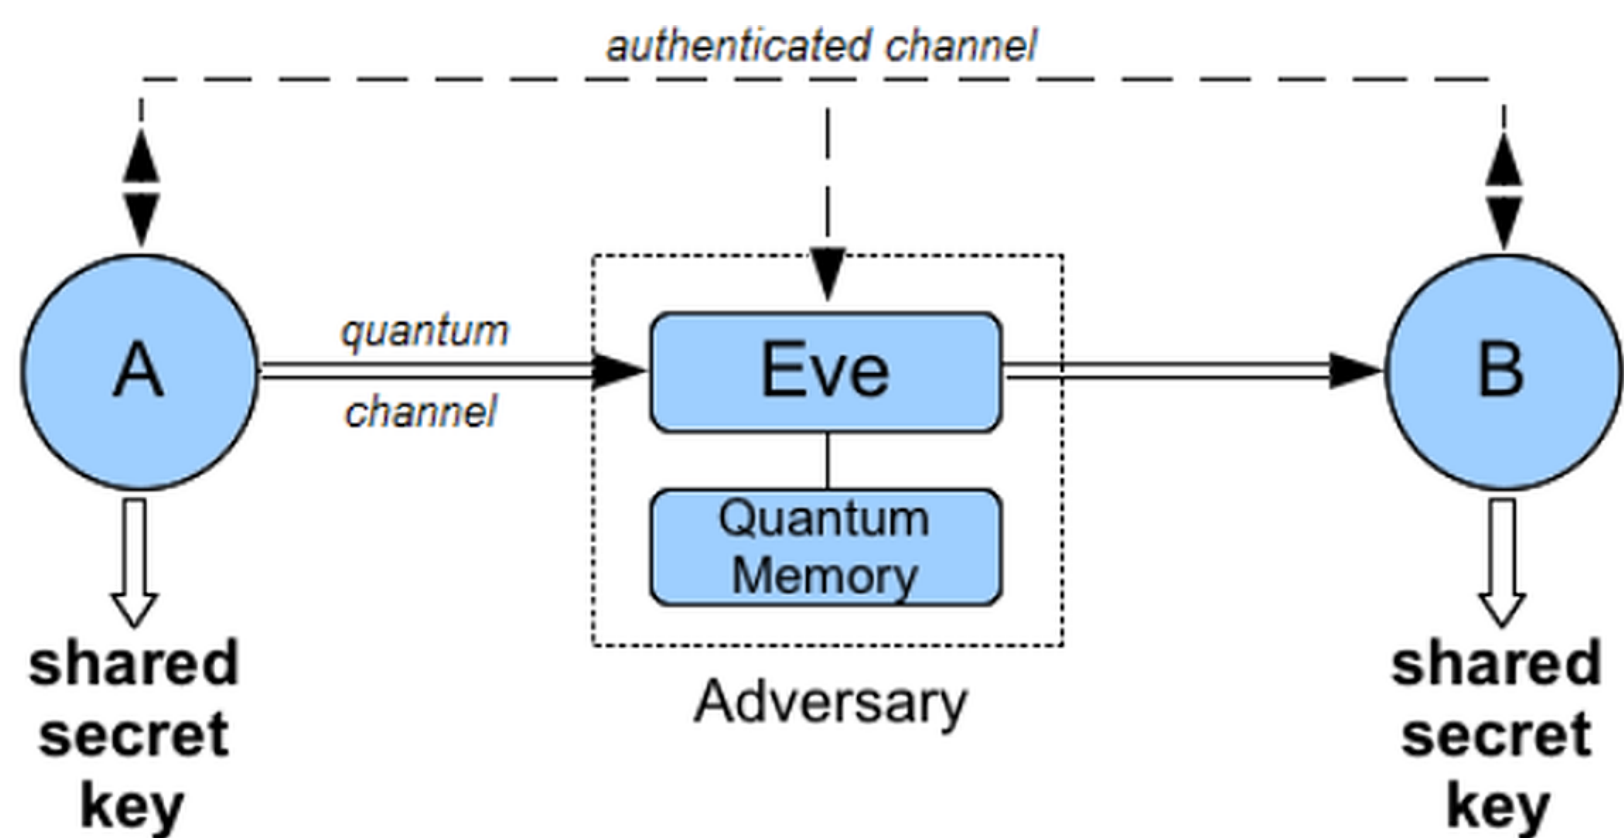 authenticated channel
A
quantum
channel
Eve
B
Quantum
Memory
Adversary
shared
secret
key
shared
secret
key